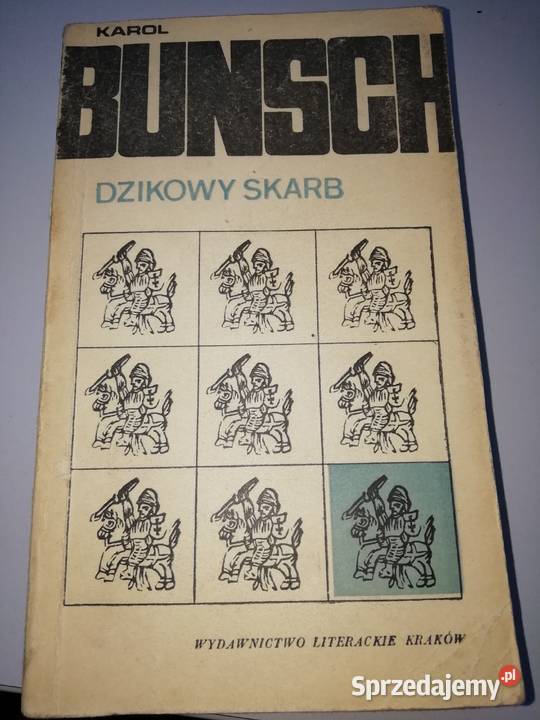 KAROL
BUNSCH
DZIKOWY SKARB
WYDAWNICTWO LITERACKIE KRAKÓW
Sprzedajemy.pl